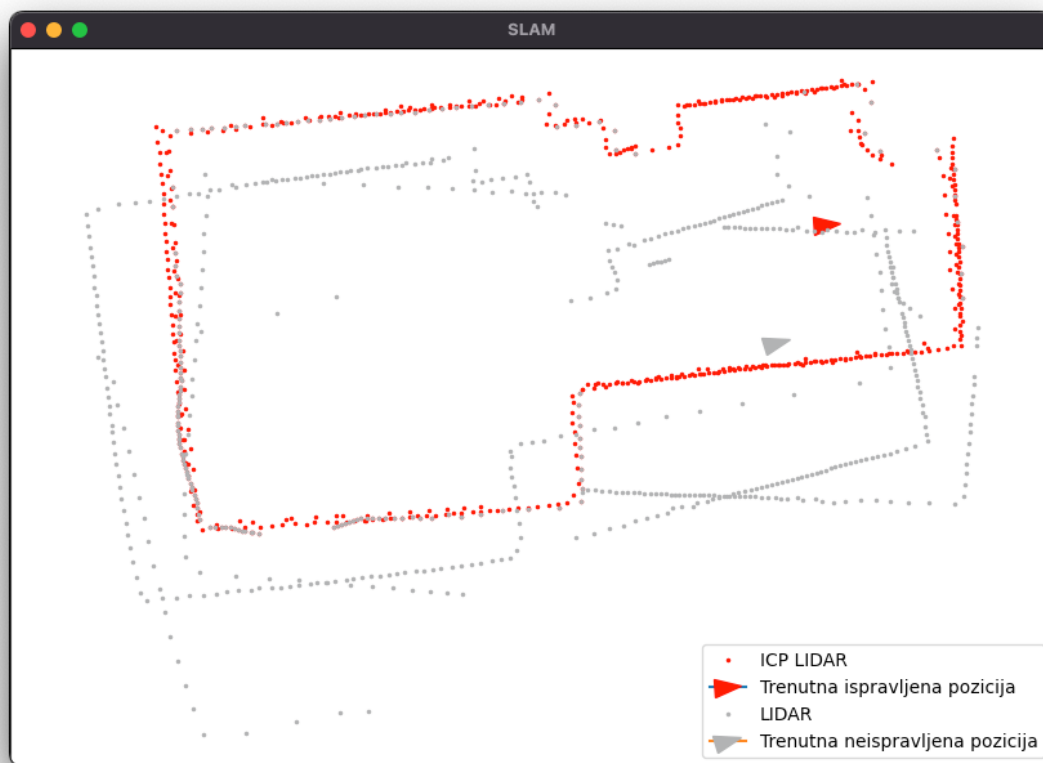 SLAM
ICP LIDAR
Trenutna ispravljena pozicija
LIDAR
Trenutna neispravljena pozicija